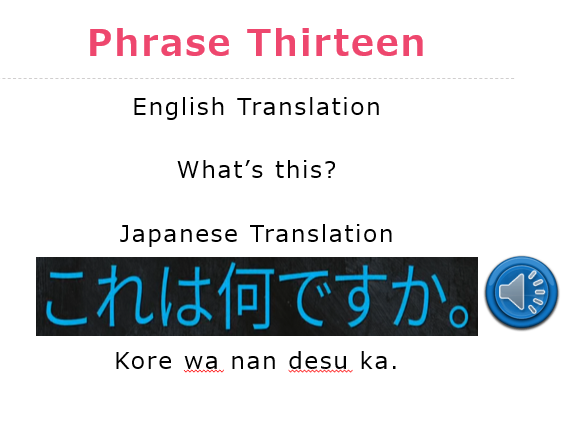 Phrase Thirteen
English Translation
What’s this?
Japanese Translation
これは何ですか。
Kore wa nan desu ka.